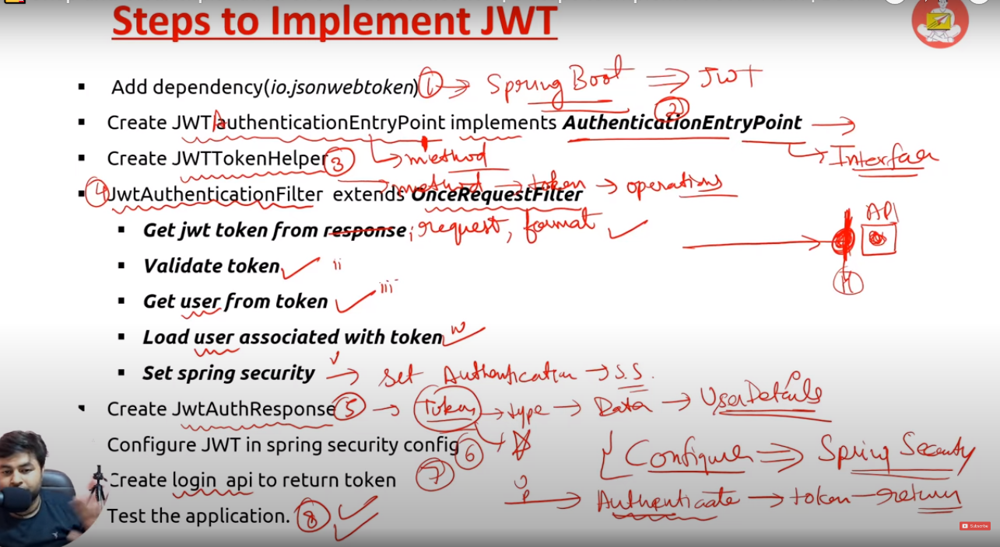 Steps to Implement JWT
Add dependency(io.jsonwebtoken) 1 → Spring Boot ⇒ JWT
2
Create JWTAuthenticationEntryPoint implements AuthenticationEntryPoint →
Create JWTTokenHelper 3 → method → Interface
→ method → token → operations
4 JwtAuthenticationFilter extends OnceRequestFilter
API
Get jwt token from response; request, format
Validate token ii
Get user from token iii
H
Load user associated with token iv
Set spring security v → set Authentication → S.S.
Create JwtAuthResponse 5 → Token → type → Data → UserDetails
Configure JWT in spring security config 6 { Configure ⇒ Spring Security
Create login api to return token 7
→ Authenticate → token - return
Test the application. 8
Subscribe